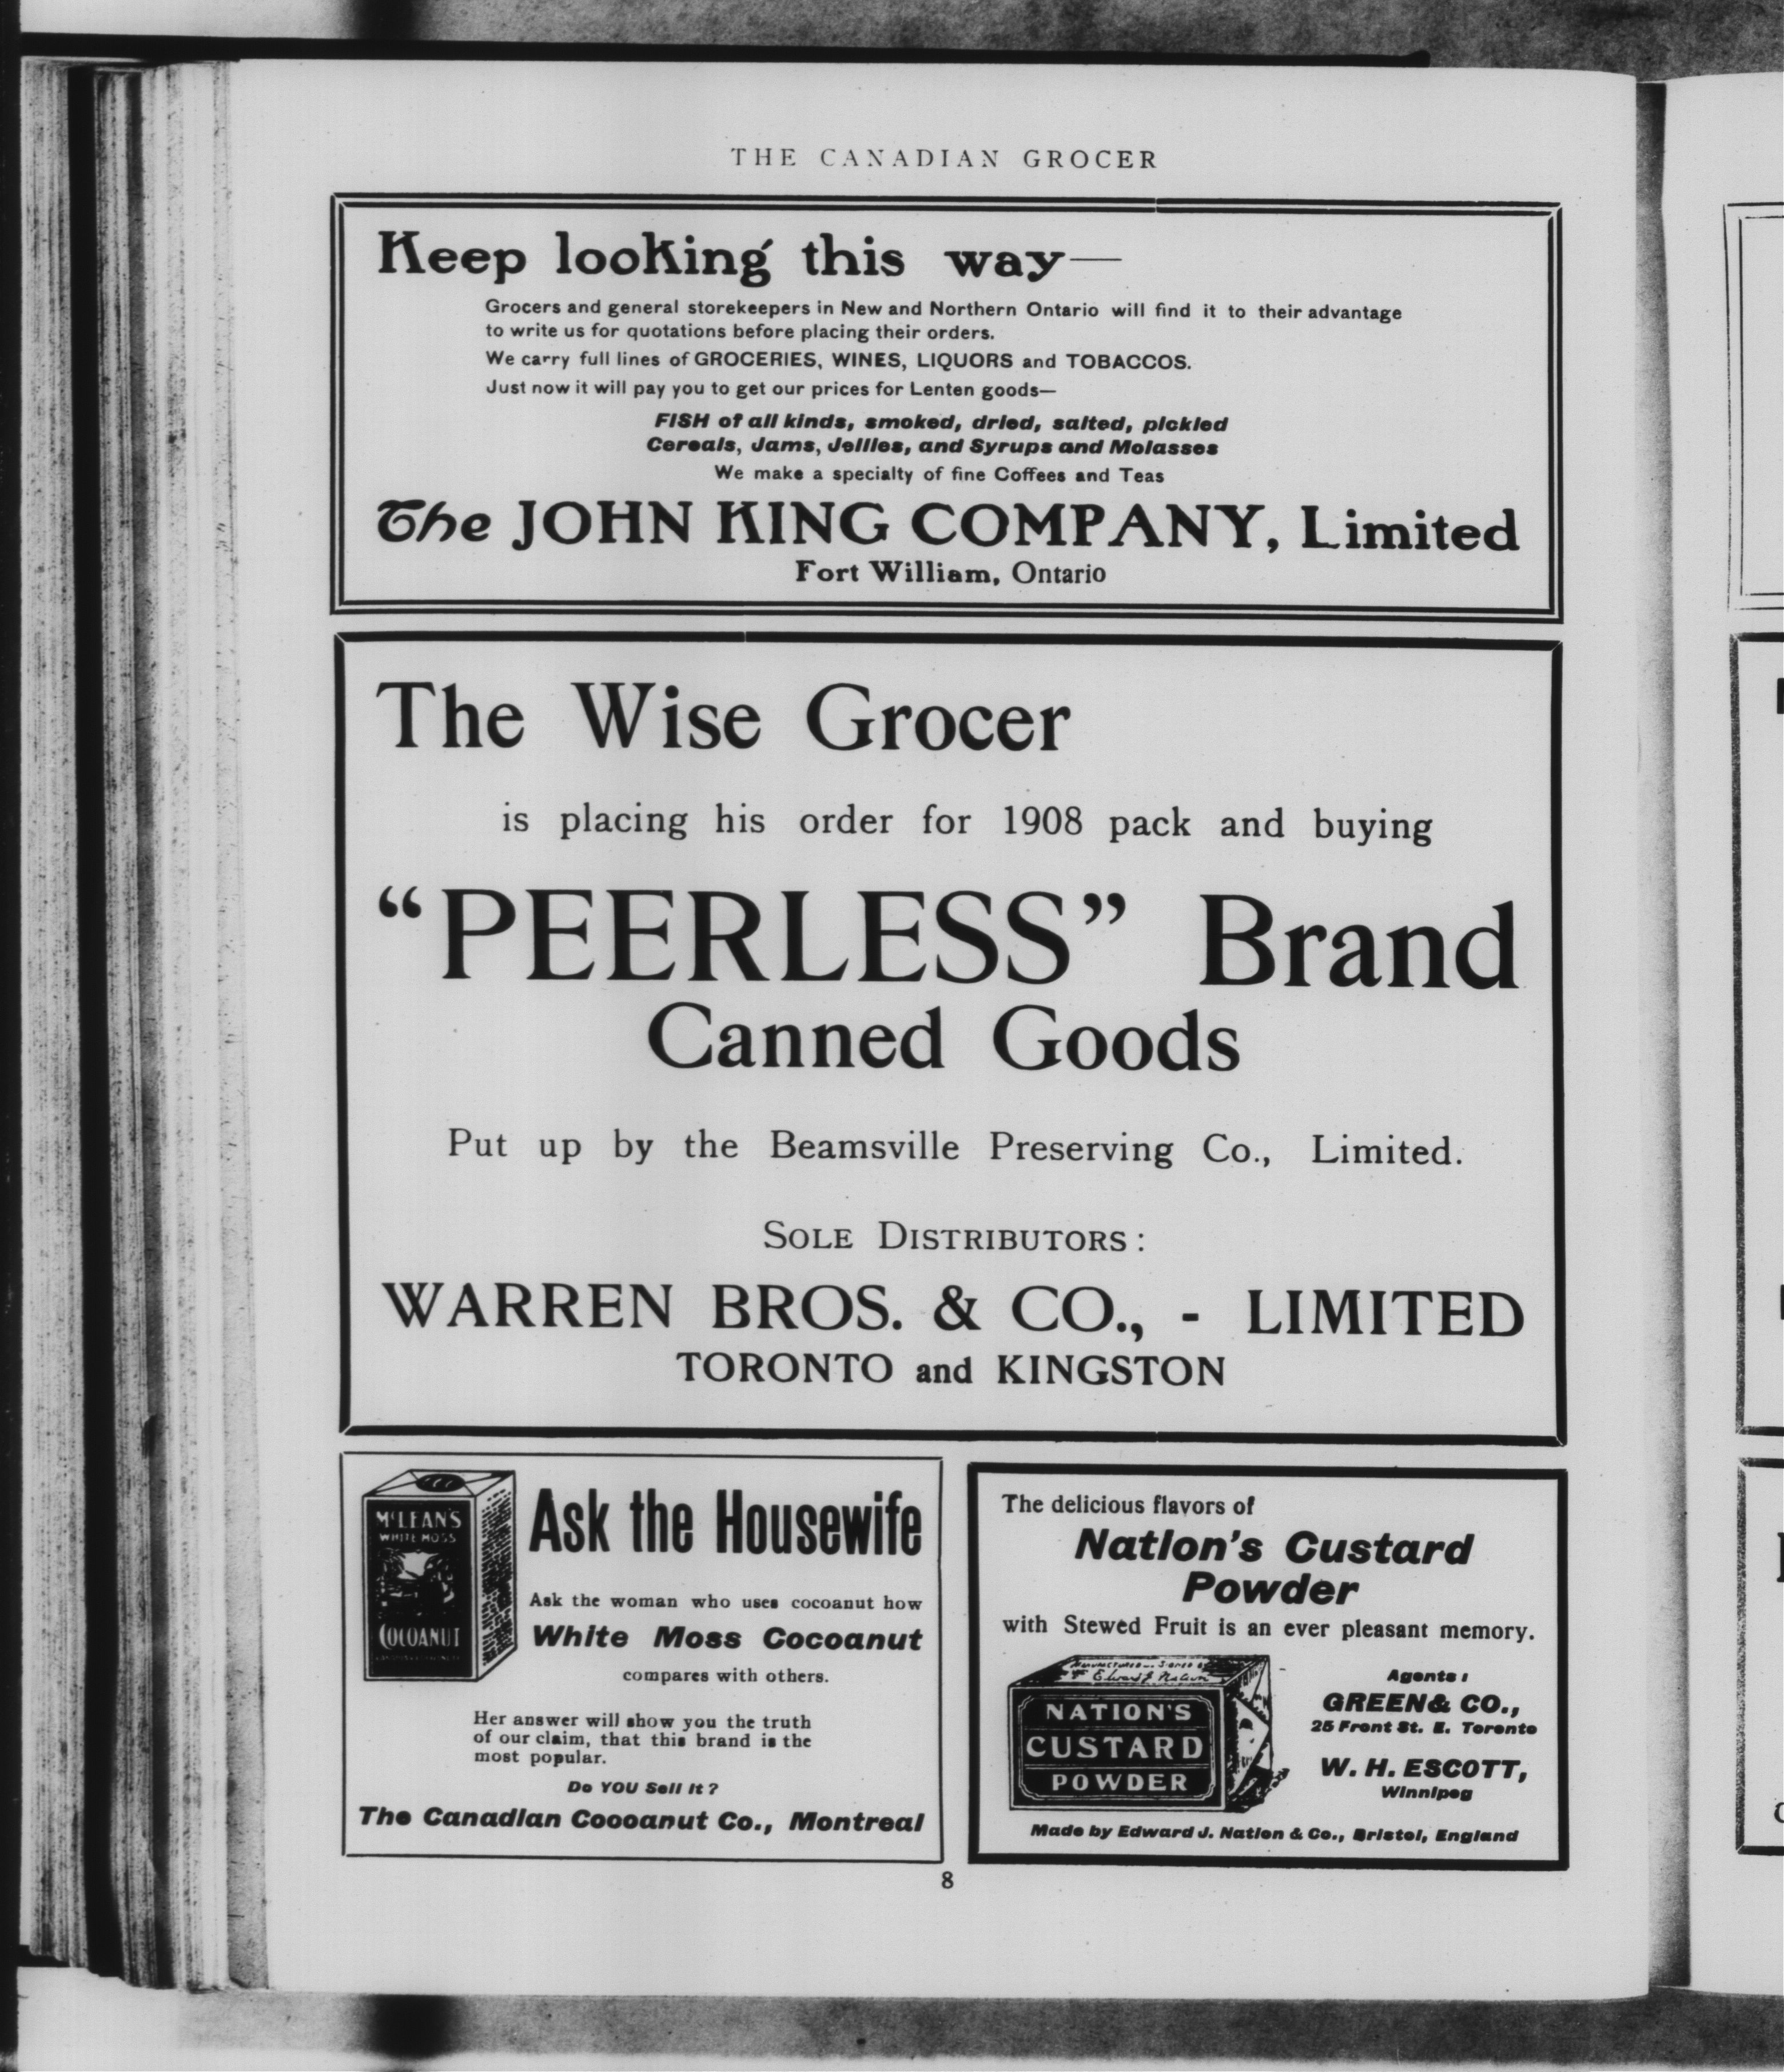 THE CANADIAN GROCER
Keep looking this way—
Grocers and general storekeepers in New and Northern Ontario will find it to their advantage
to write us for quotations before placing their orders.
We carry full lines of GROCERIES, WINES, LIQUORS and TOBACCOS.
Just now it will pay you to get our prices for Lenten goods—
FISH of all kinds, smoked, dried, salted, pickled
Cereals, Jams, Jellies, and Syrups and Molasses
We make a specialty of fine Coffees and Teas
The JOHN KING COMPANY, Limited
Fort William, Ontario
The Wise Grocer
is placing his order for 1908 pack and buying
“PEERLESS” Brand
Canned Goods
Put up by the Beamsville Preserving Co., Limited.
SOLE DISTRIBUTORS:
WARREN BROS. & CO., - LIMITED
TORONTO and KINGSTON
McLEAN'S
WHITE MOSS
COCOANUT
Ask the Housewife
Ask the woman who uses cocoanut how
White Moss Cocoanut
compares with others.
Her answer will show you the truth
of our claim, that this brand is the
most popular.
Do YOU Sell It?
The Canadian Cocoanut Co., Montreal
The delicious flavors of
Nation's Custard
Powder
with Stewed Fruit is an ever pleasant memory.
Edward J. Nation
NATION'S
CUSTARD
POWDER
Agents:
GREEN & CO.,
25 Front St. E. Toronto
W. H. ESCOTT,
Winnipeg
Made by Edward J. Nation & Co., Bristol, England
8